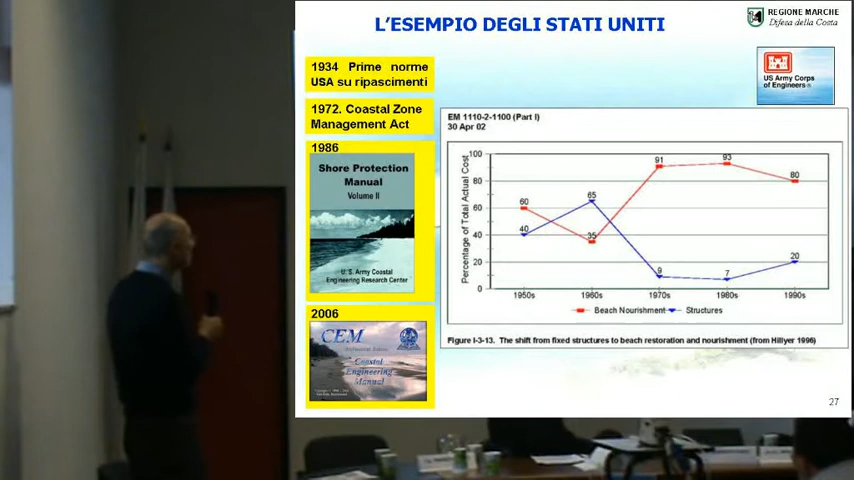 L'ESEMPIO DEGLI STATI UNITI
REGIONE MARCHE
Difesa della Costa
1934 Prime norme
USA su ripascimenti
1972. Coastal Zone
Management Act
1986
Shore Protection
Manual
Volume II
U. S. Army Coastal
Engineering Research Center
2006
CEM
Coastal
Engineering
Manual
US Army Corps
of Engineers®
EM 1110-2-1100 (Part I)
30 Apr 02
Percentage of Total Actual Cost
100
80
60
40
20
0
60
40
65
35
91
9
93
7
80
20
1950s 1960s 1970s 1980s 1990s
Beach Nourishment Structures
Figure I-3-13. The shift from fixed structures to beach restoration and nourishment (from Hillyer 1996)
27